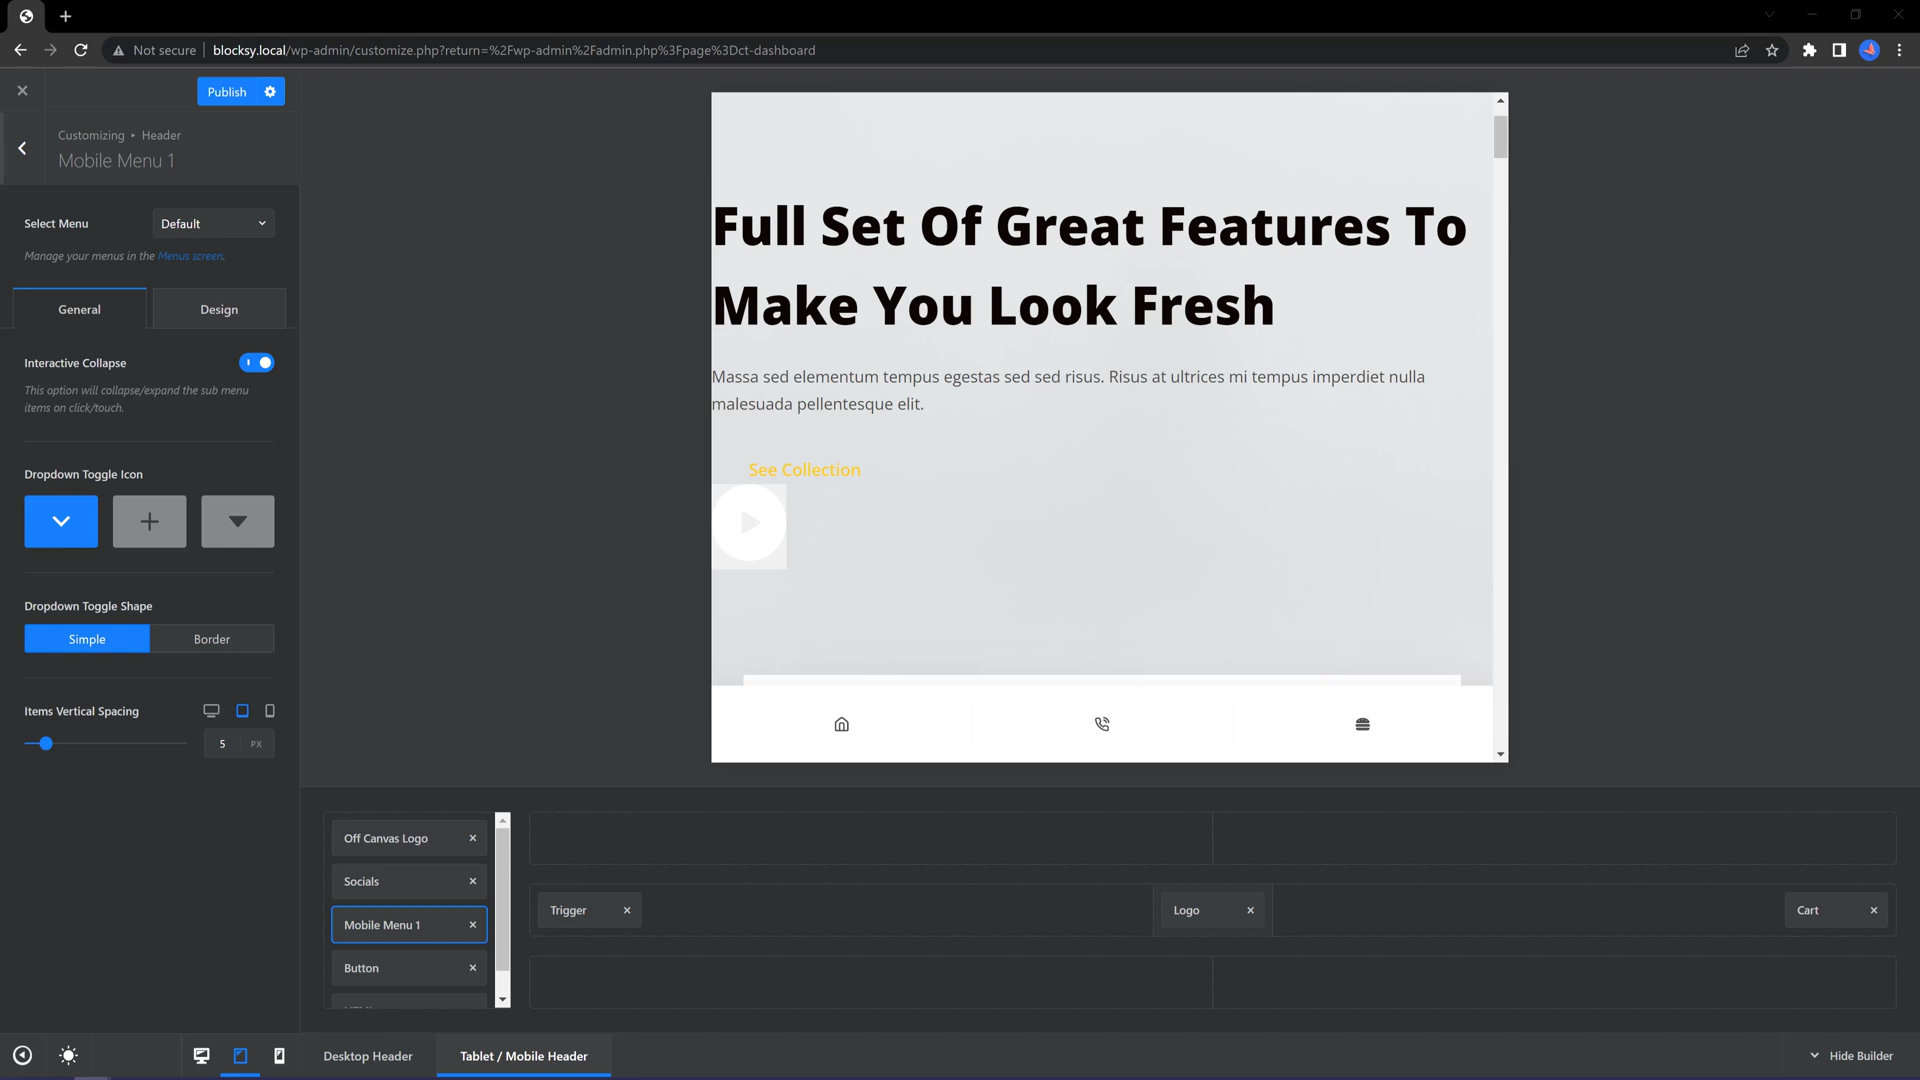 Not secure
blocksy.local/wp-admin/customize.php?return=%2Fwp-admin%2Fadmin.php%3Fpage%3Dct-dashboard
Publish
Customizing ▸ Header
Mobile Menu 1
Select Menu
Default
Manage your menus in the Menus screen.
General
Design
Interactive Collapse
This option will collapse/expand the sub menu
items on click/touch.
Dropdown Toggle Icon
Dropdown Toggle Shape
Simple
Border
Items Vertical Spacing
5
PX
Full Set Of Great Features To
Make You Look Fresh
Massa sed elementum tempus egestas sed sed risus. Risus at ultrices mi tempus imperdiet nulla
malesuada pellentesque elit.
See Collection
Off Canvas Logo
Socials
Mobile Menu 1
Button
Trigger
Logo
Cart
Desktop Header
Tablet / Mobile Header
Hide Builder